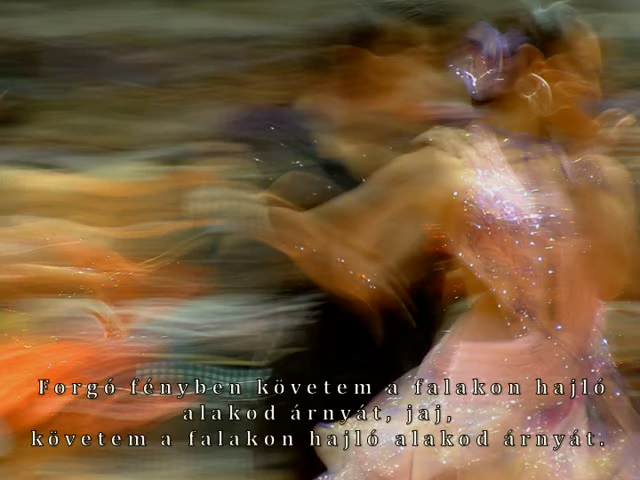 Forgó fényben követem a falakon hajló
alakod árnyát, jaj,
követem a falakon hajló alakod árnyát.